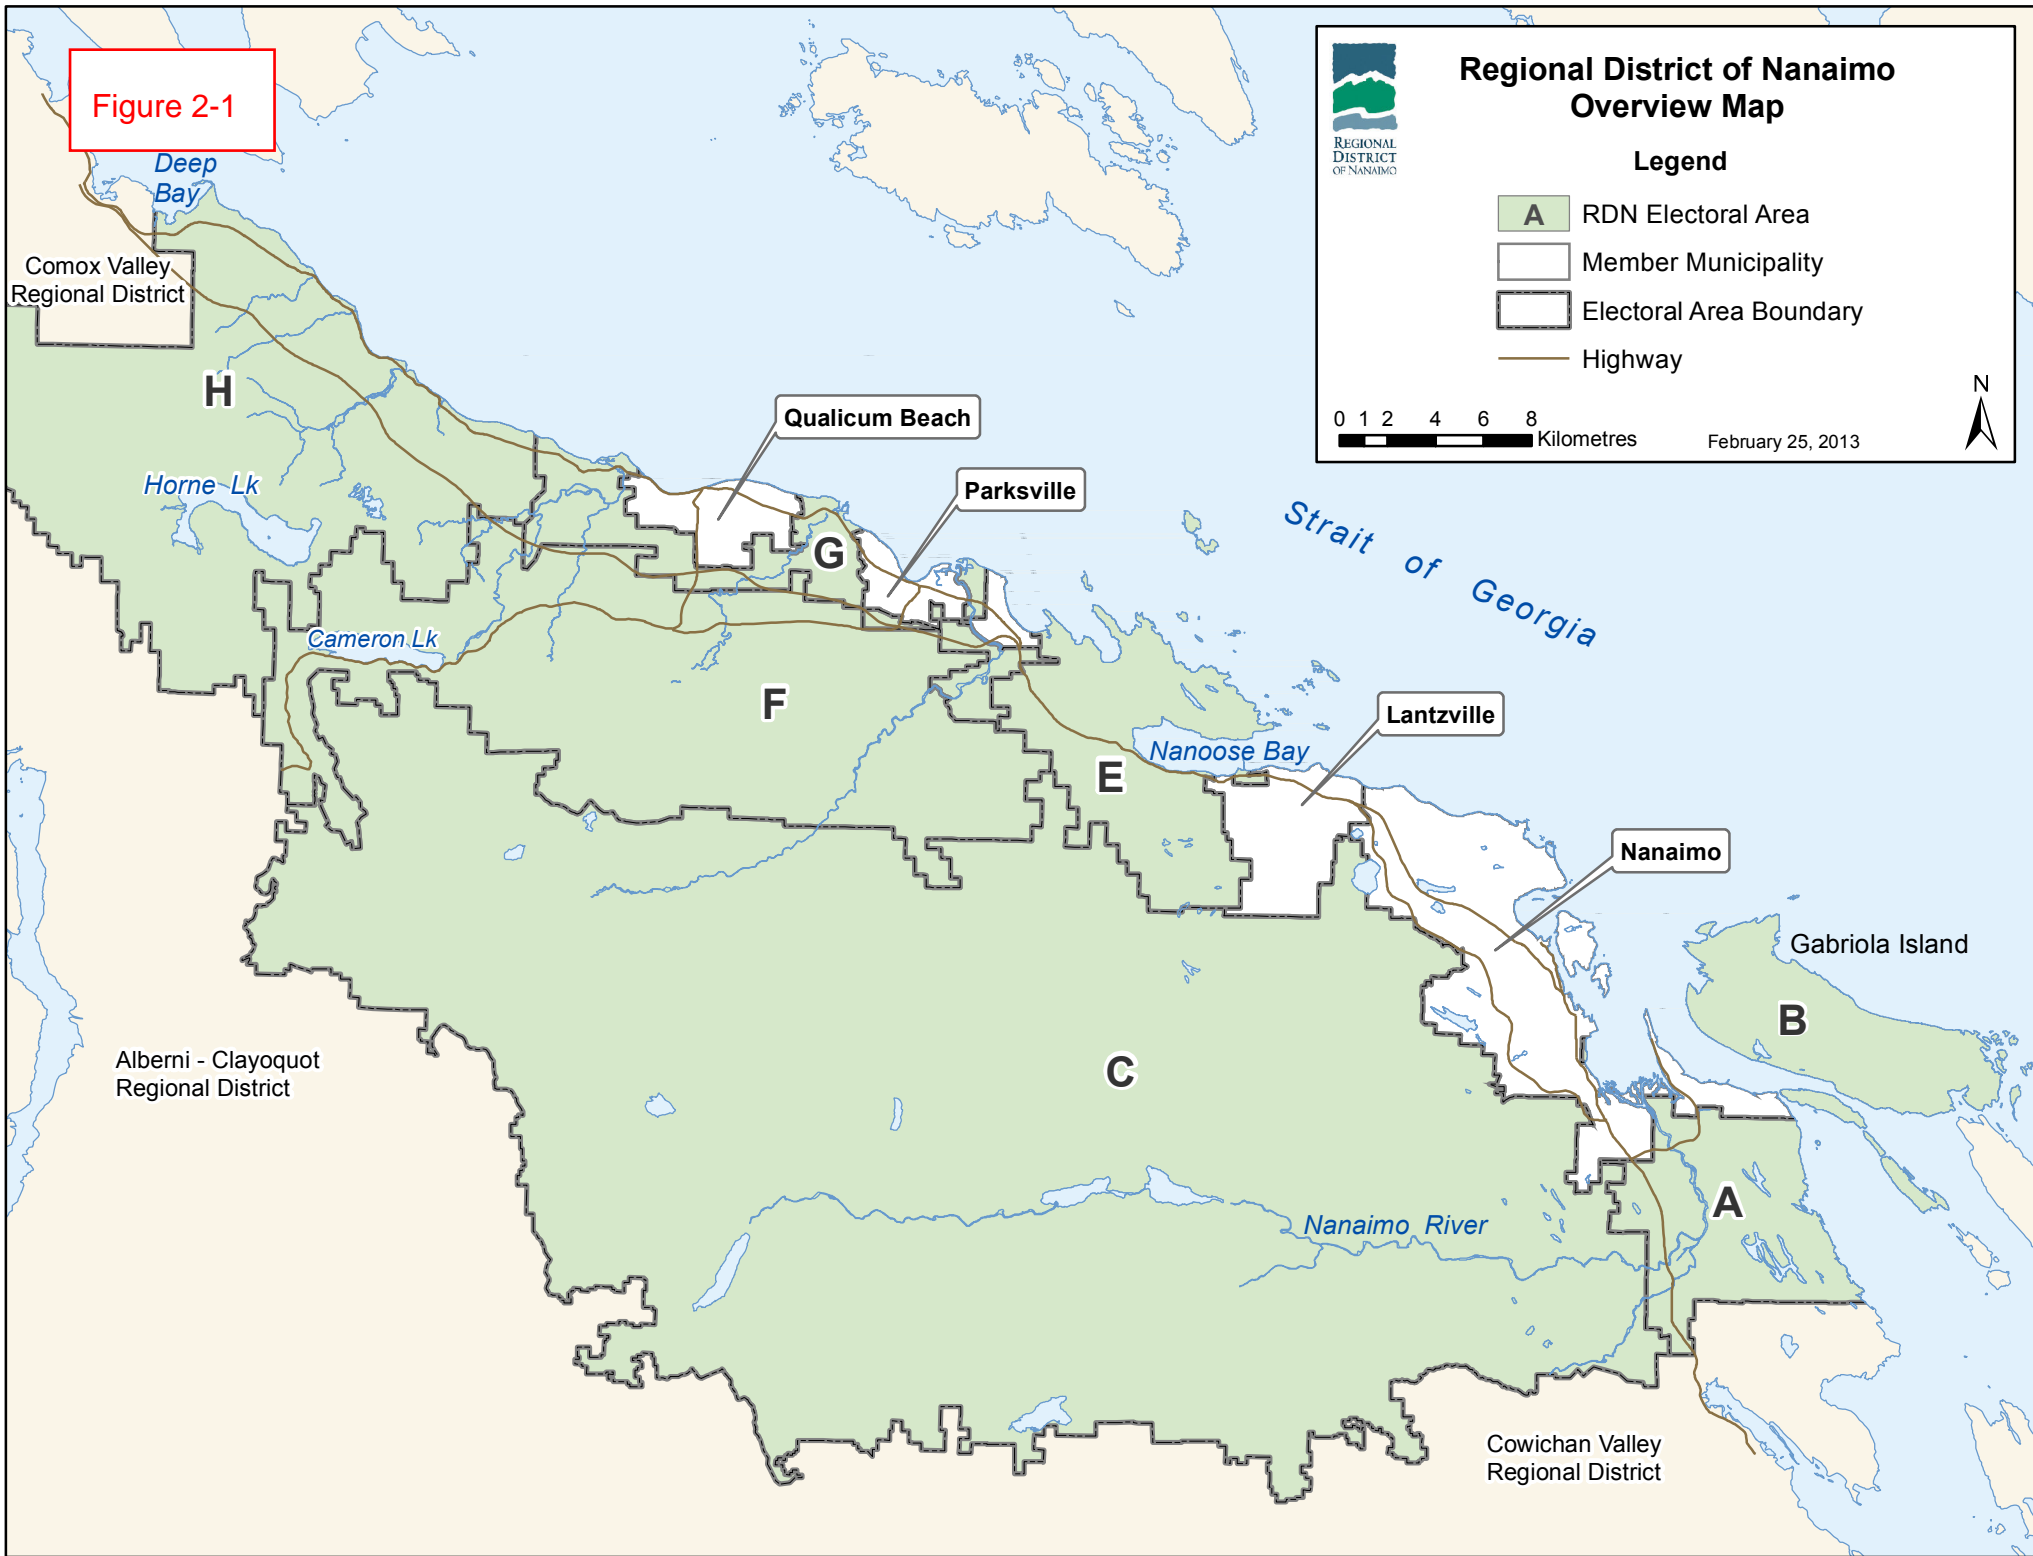 Figure 2-1
Regional District of Nanaimo
Overview Map
REGIONAL
DISTRICT
OF NANAIMO
Legend
A RDN Electoral Area
Member Municipality
Electoral Area Boundary
Highway
0 1 2 4 6 8
Kilometres
February 25, 2013
N
Deep
Bay
Comox Valley
Regional District
H
Horne Lk
Qualicum Beach
Parksville
G
Strait of Georgia
Cameron Lk
F
Lantzville
Nanoose Bay
E
Nanaimo
Gabriola Island
B
Alberni - Clayoquot
Regional District
C
A
Nanaimo River
Cowichan Valley
Regional District